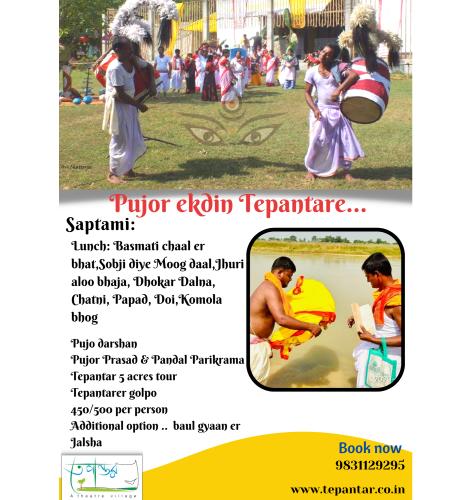 Pujor ekdin Tepantare...
Saptami:
Lunch: Basmati chaal er
bhat,Sobji diye Moog daal,Jhuri
aloo bhaja, Dhokar Dalna,
Chatni, Papad, Doi,Komola
bhog
Pujo darshan
Pujor Prasad & Pandal Parikrama
Tepantar 5 acres tour
Tepantarer golpo
450/500 per person
Additional option .. baul gyaan er
Jalsha
তেপান্তর
A theatre village
Book now
9831129295
www.tepantar.co.in